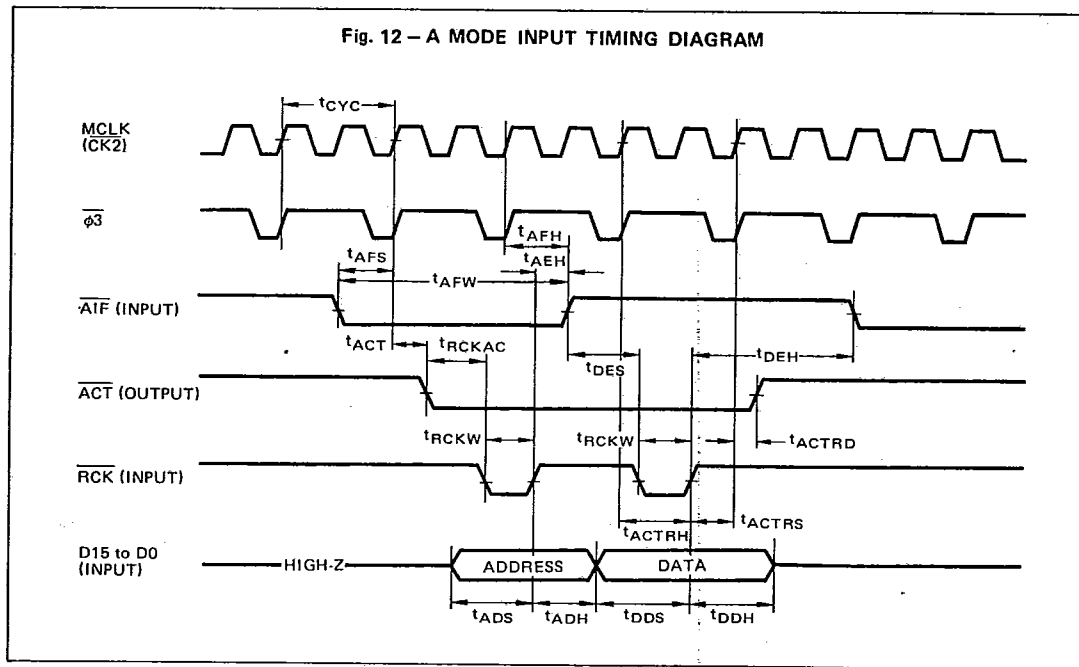 Fig. 12 – A MODE INPUT TIMING DIAGRAM
tCYC
MCLK
(CK2)
φ3
tAFH
tAFS
tAEH
tAFW
AIF (INPUT)
tACT
tRCKAC
tDES
tDEH
ACT (OUTPUT)
tRCKW
tRCKW
tACTRD
RCK (INPUT)
tACTRH
tACTRS
D15 to D0
(INPUT)
HIGH-Z
ADDRESS
DATA
tADS
tADH
tDDS
tDDH